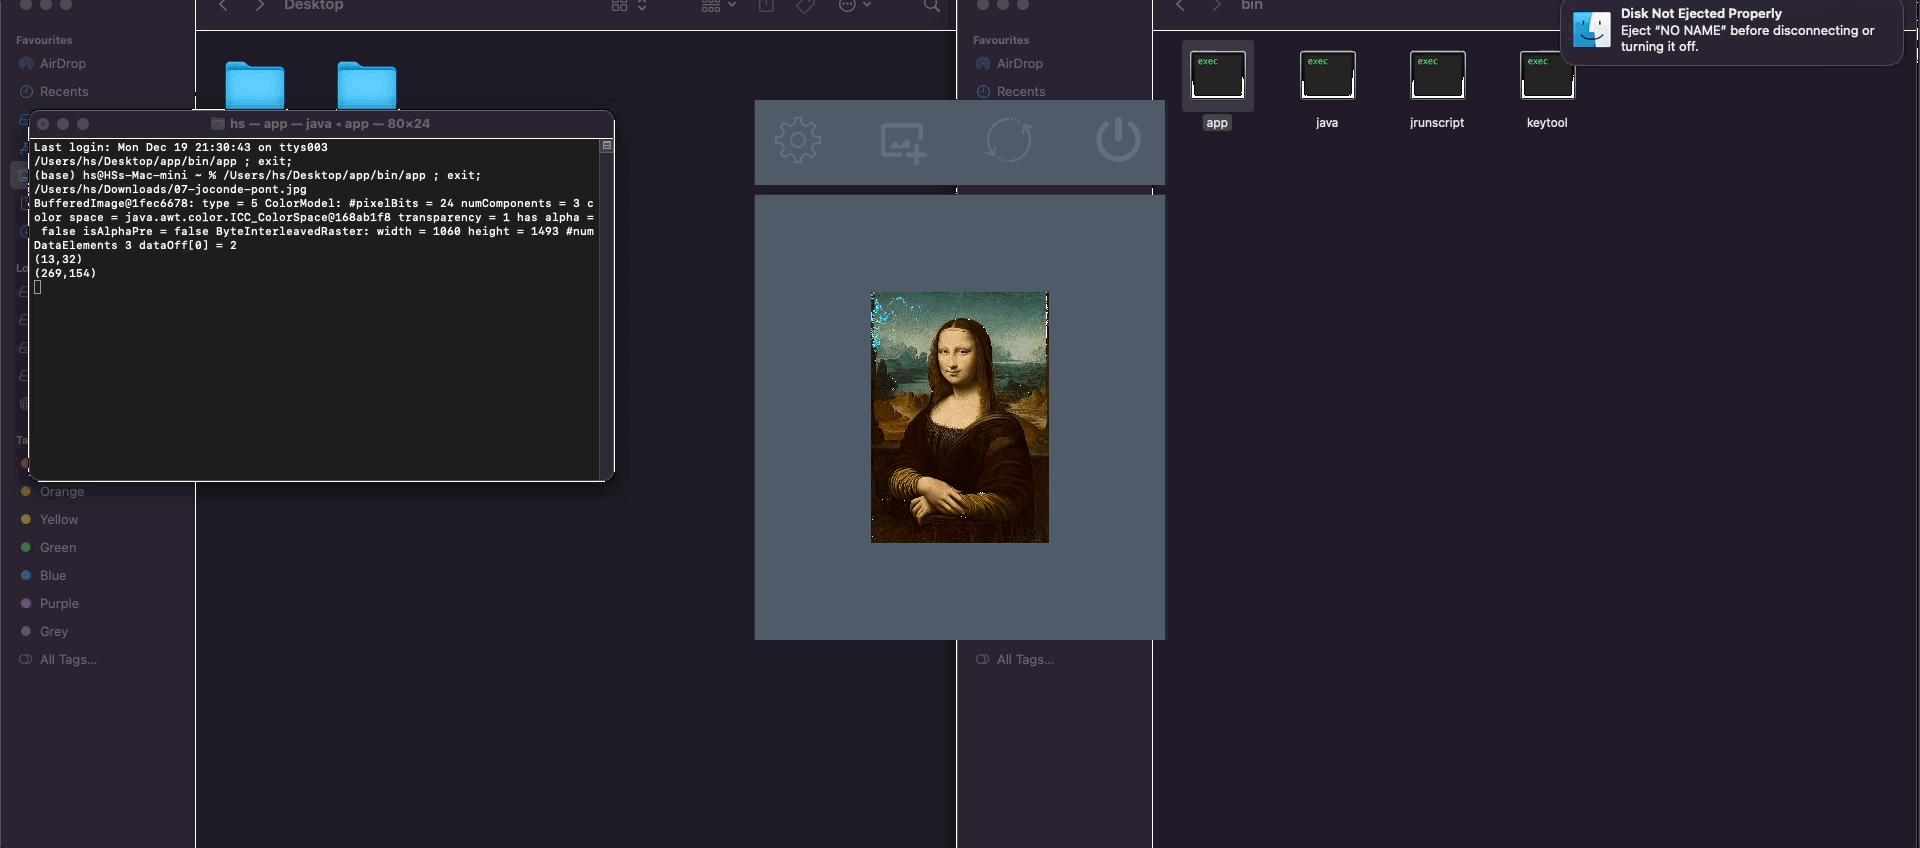 Desktop
Favourites
AirDrop
Recents
hs — app — java ◂ app — 80×24
Last login: Mon Dec 19 21:30:43 on ttys003
/Users/hs/Desktop/app/bin/app ; exit;
(base) hs@HSs-Mac-mini ~ % /Users/hs/Desktop/app/bin/app ; exit;
/Users/hs/Downloads/07-joconde-pont.jpg
BufferedImage@1fec6678: type = 5 ColorModel: #pixelBits = 24 numComponents = 3 c
olor space = java.awt.color.ICC_ColorSpace@168ab1f8 transparency = 1 has alpha =
 false isAlphaPre = false ByteInterleavedRaster: width = 1060 height = 1493 #num
DataElements 3 dataOff[0] = 2
(13,32)
(269,154)
Lo
Ta
Orange
Yellow
Green
Blue
Purple
Grey
All Tags...
bin
Favourites
AirDrop
Recents
All Tags...
exec
exec
exec
exec
app
java
jrunscript
keytool
Disk Not Ejected Properly
Eject “NO NAME” before disconnecting or
turning it off.